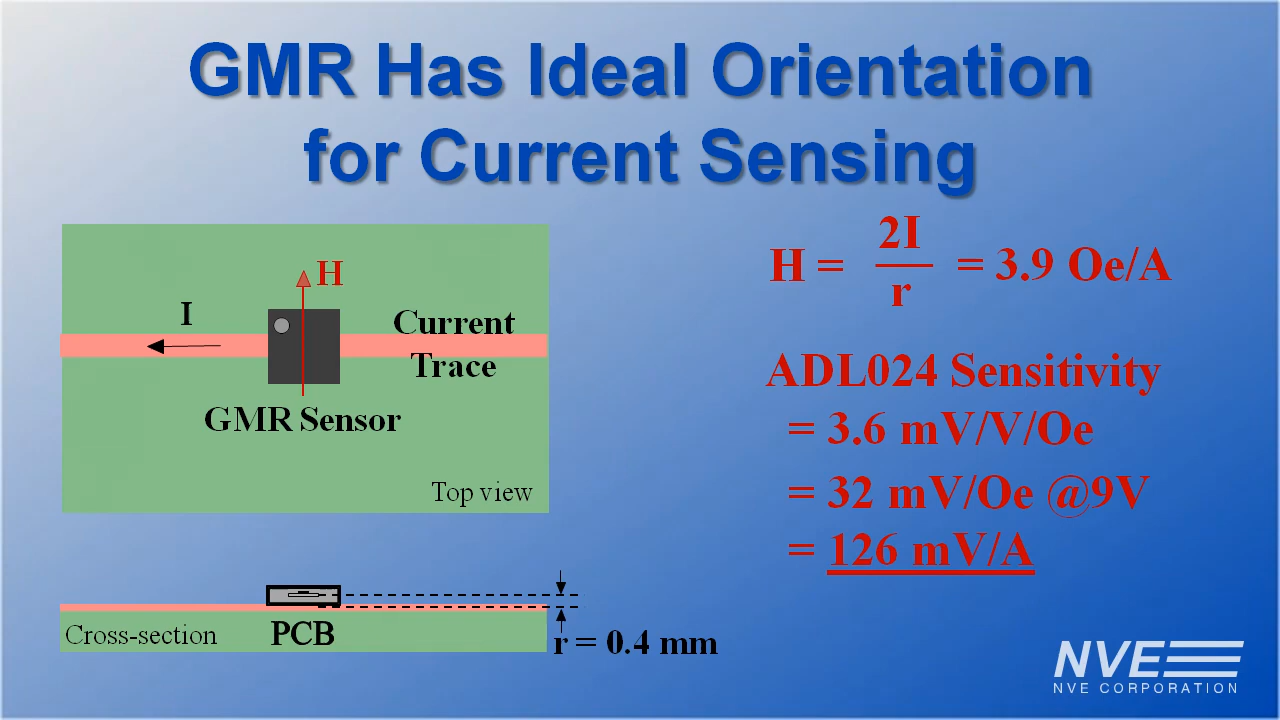 GMR Has Ideal Orientation
for Current Sensing
H
I
Current
Trace
GMR Sensor
Top view
H = 2I / r = 3.9 Oe/A
ADL024 Sensitivity
= 3.6 mV/V/Oe
= 32 mV/Oe @9V
= 126 mV/A
Cross-section
PCB
r = 0.4 mm
NVE
NVE CORPORATION